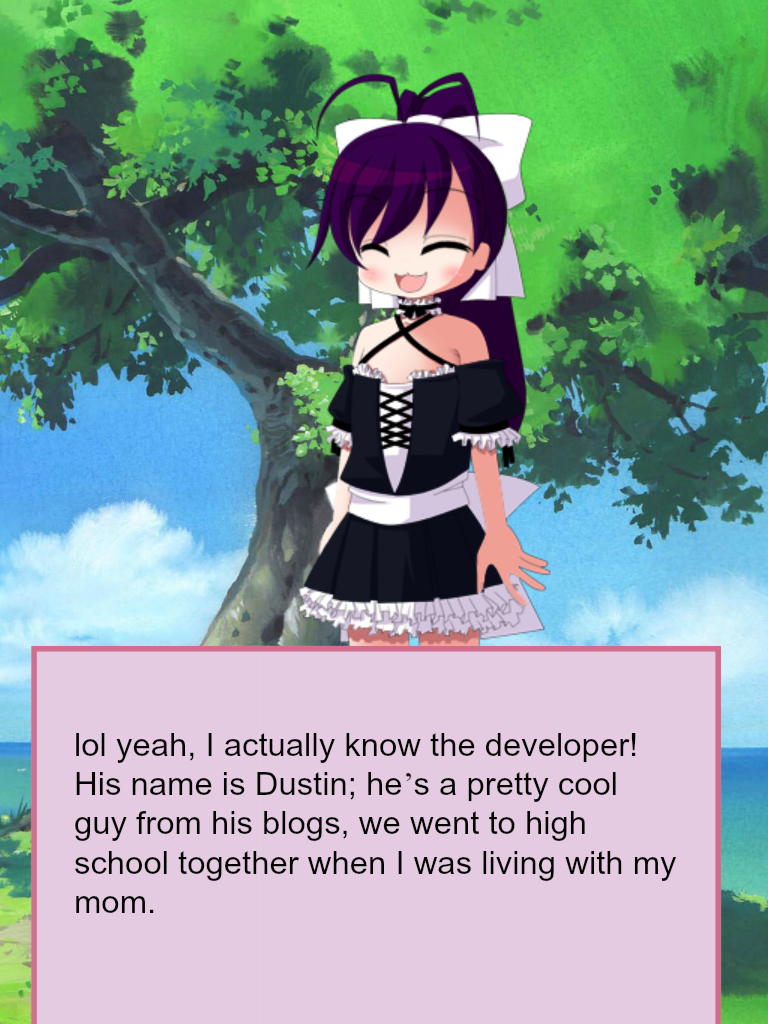 lol yeah, I actually know the developer!
His name is Dustin; he’s a pretty cool
guy from his blogs, we went to high
school together when I was living with my
mom.